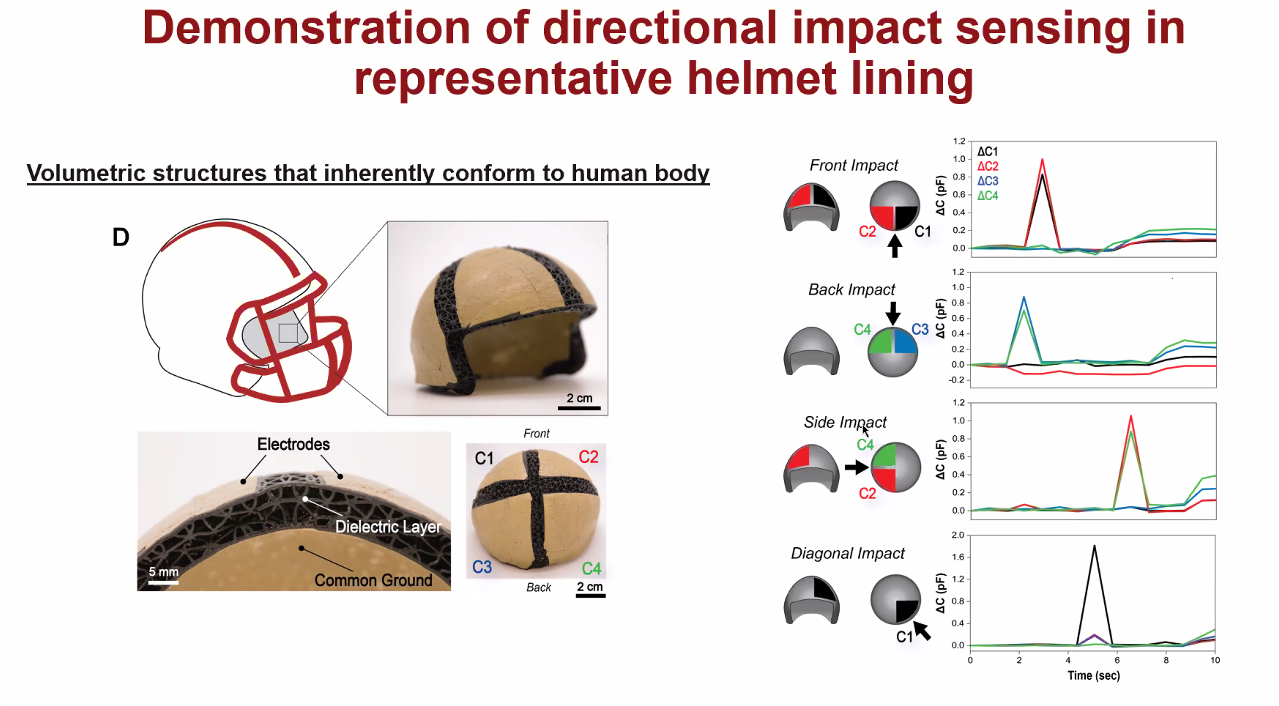 Demonstration of directional impact sensing in
representative helmet lining
Volumetric structures that inherently conform to human body
D
2 cm
Electrodes
Dielectric Layer
5 mm
Common Ground
Front
C1
C2
C3
C4
Back
2 cm
Front Impact
C2
C1
ΔC (pF)
1.2
1.0
0.8
0.6
0.4
0.2
0.0
ΔC1
ΔC2
ΔC3
ΔC4
Back Impact
C4
C3
ΔC (pF)
1.2
1.0
0.8
0.6
0.4
0.2
0.0
-0.2
Side Impact
C4
C2
ΔC (pF)
1.2
1.0
0.8
0.6
0.4
0.2
0.0
Diagonal Impact
C1
ΔC (pF)
2.0
1.6
1.2
0.8
0.4
0.0
0 2 4 6 8 10
Time (sec)